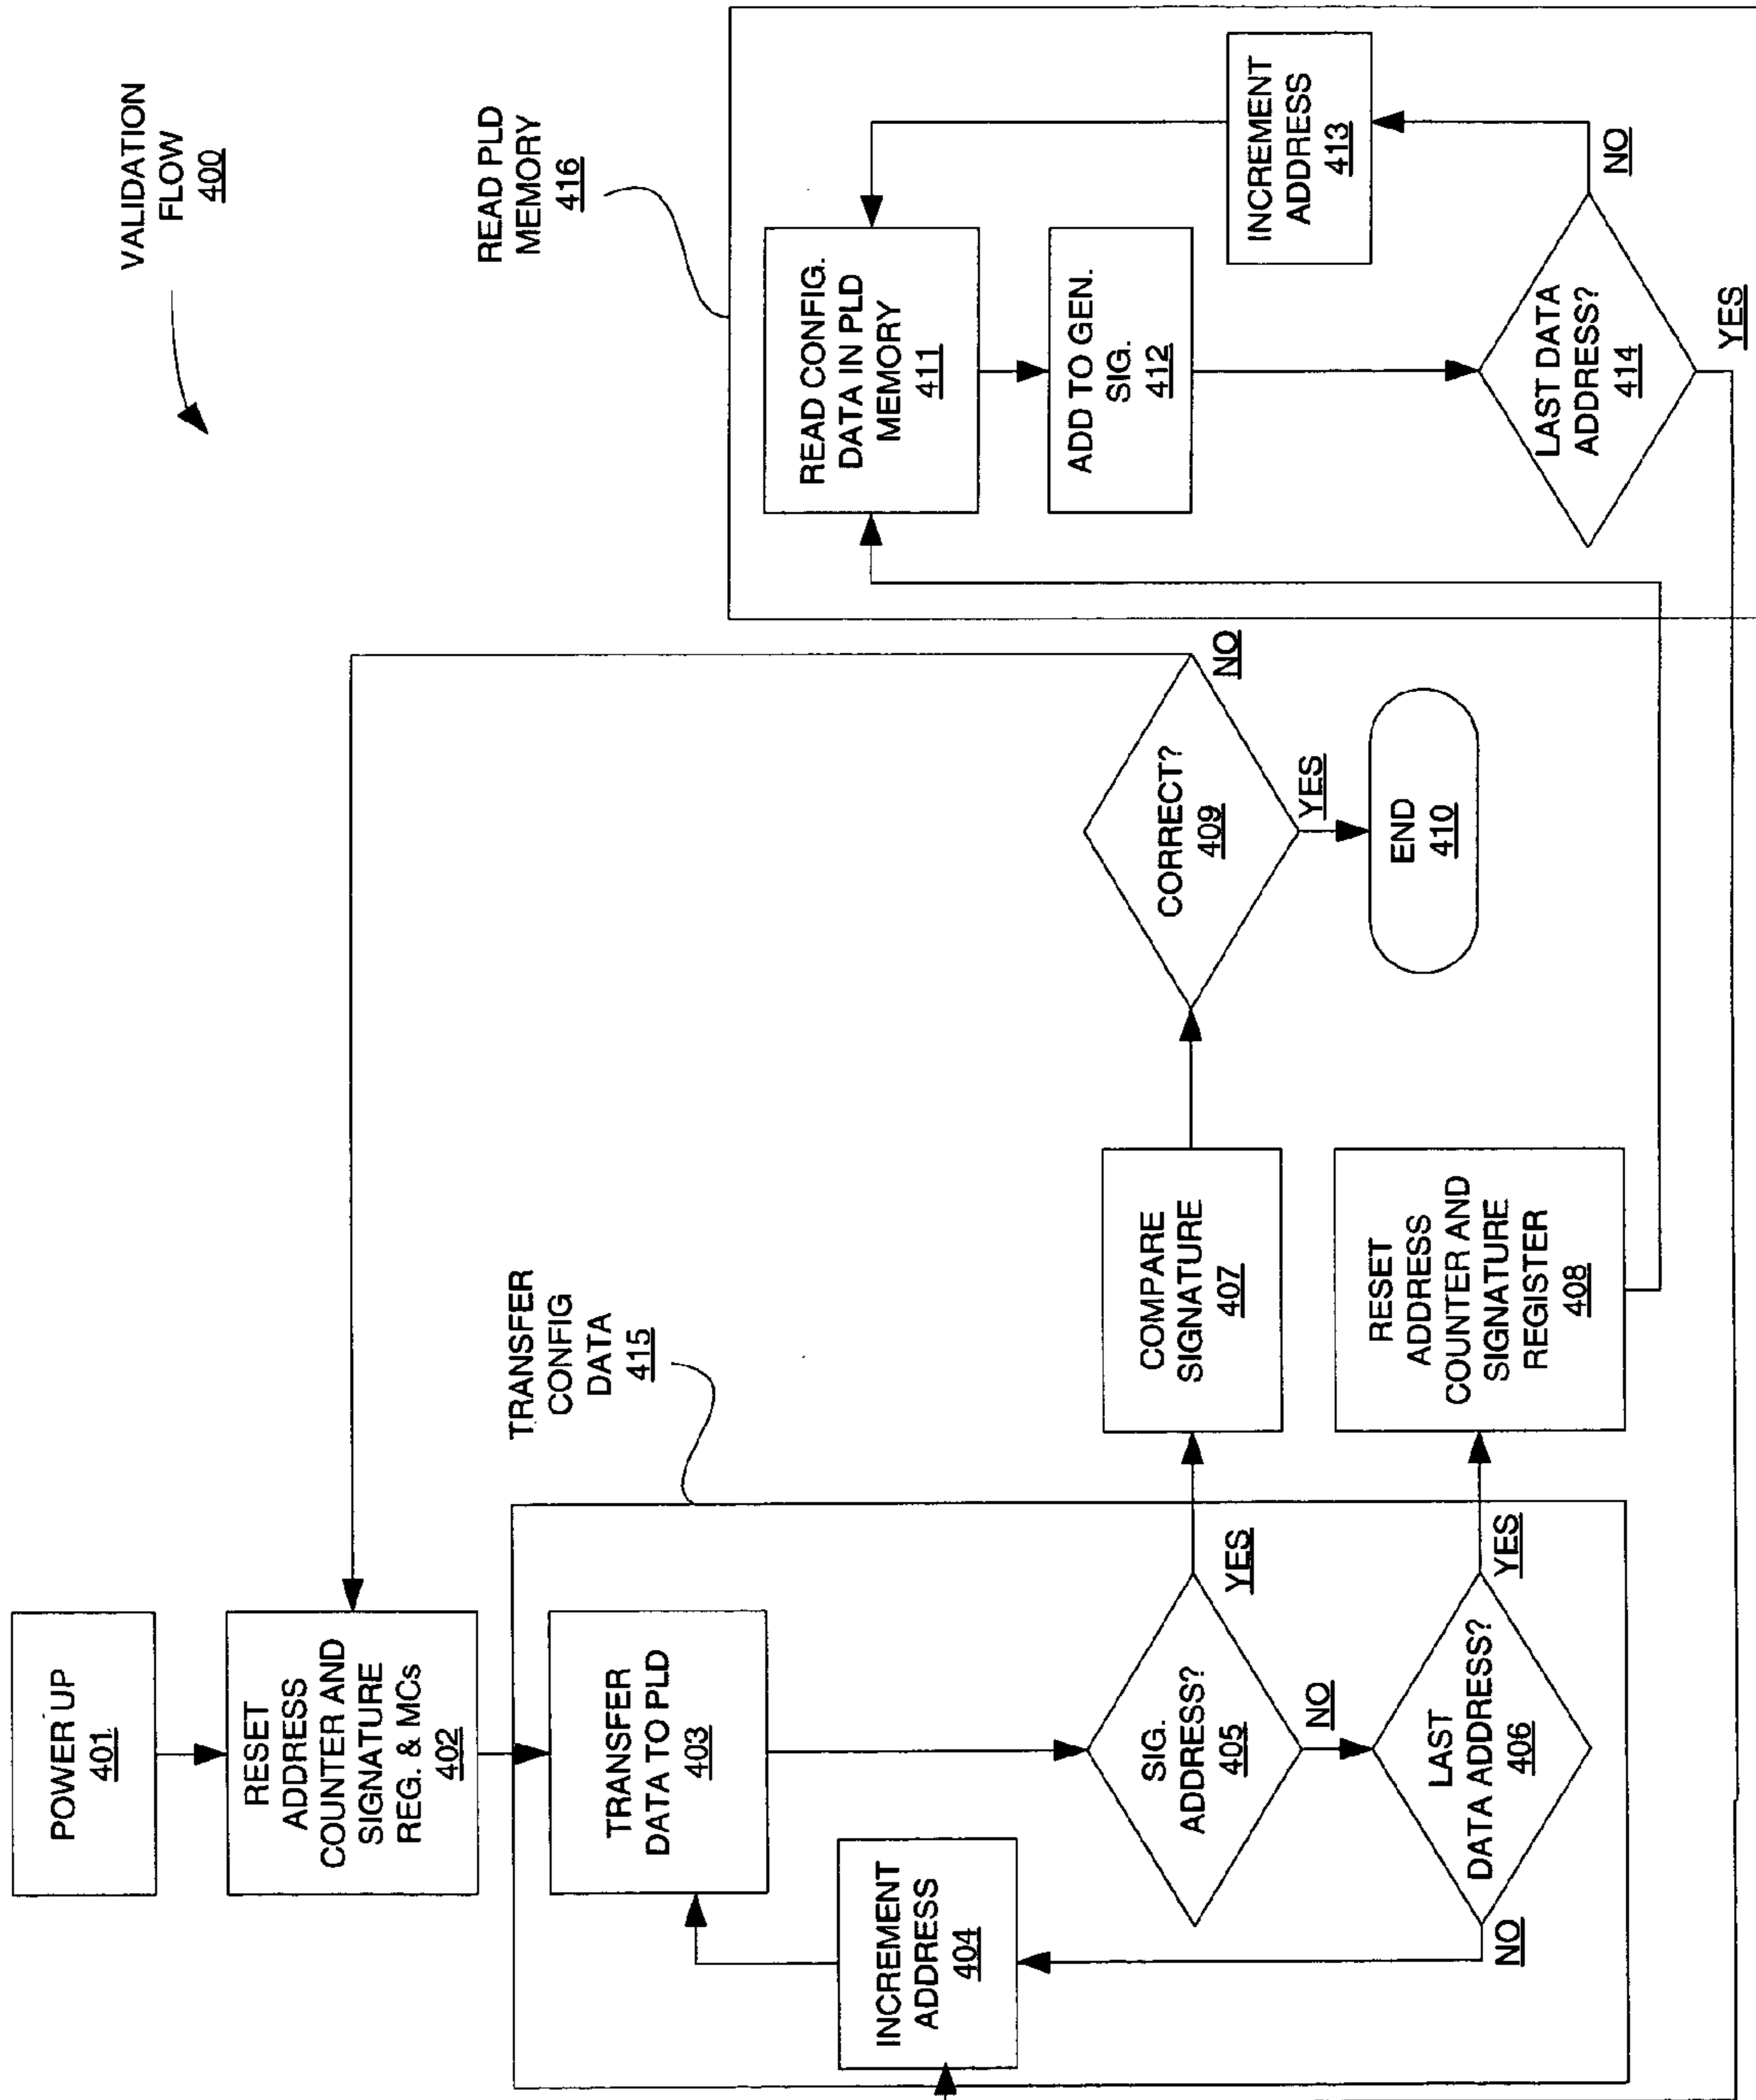 VALIDATION
FLOW
400
POWER UP
401
RESET
ADDRESS
COUNTER AND
SIGNATURE
REG. & MCs
402
TRANSFER
CONFIG
DATA
415
TRANSFER
DATA TO PLD
403
INCREMENT
ADDRESS
404
SIG.
ADDRESS?
405
YES
NO
LAST
DATA ADDRESS?
406
YES
NO
COMPARE
SIGNATURE
407
RESET
ADDRESS
COUNTER AND
SIGNATURE
REGISTER
408
CORRECT?
409
NO
YES
END
410
READ PLD
MEMORY
416
READ CONFIG.
DATA IN PLD
MEMORY
411
ADD TO GEN.
SIG.
412
INCREMENT
ADDRESS
413
LAST DATA
ADDRESS?
414
NO
YES